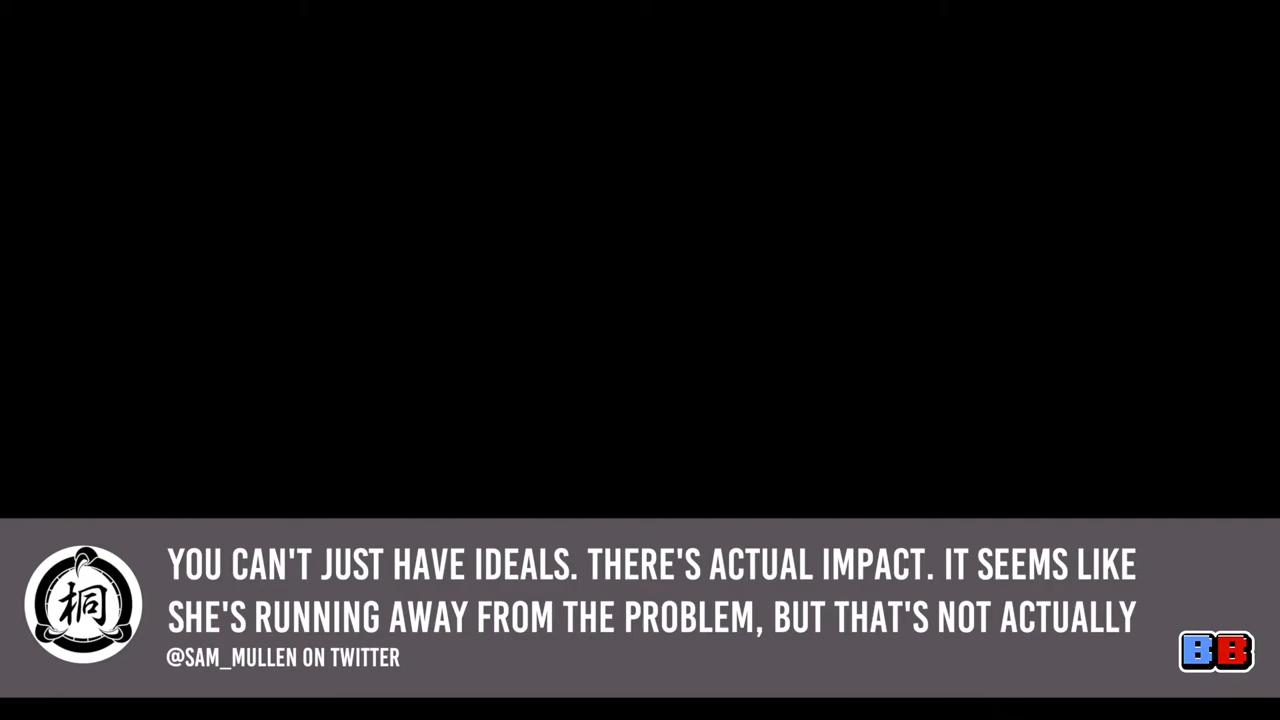 YOU CAN'T JUST HAVE IDEALS. THERE'S ACTUAL IMPACT. IT SEEMS LIKE
SHE'S RUNNING AWAY FROM THE PROBLEM, BUT THAT'S NOT ACTUALLY
@SAM_MULLEN ON TWITTER
桐
BB